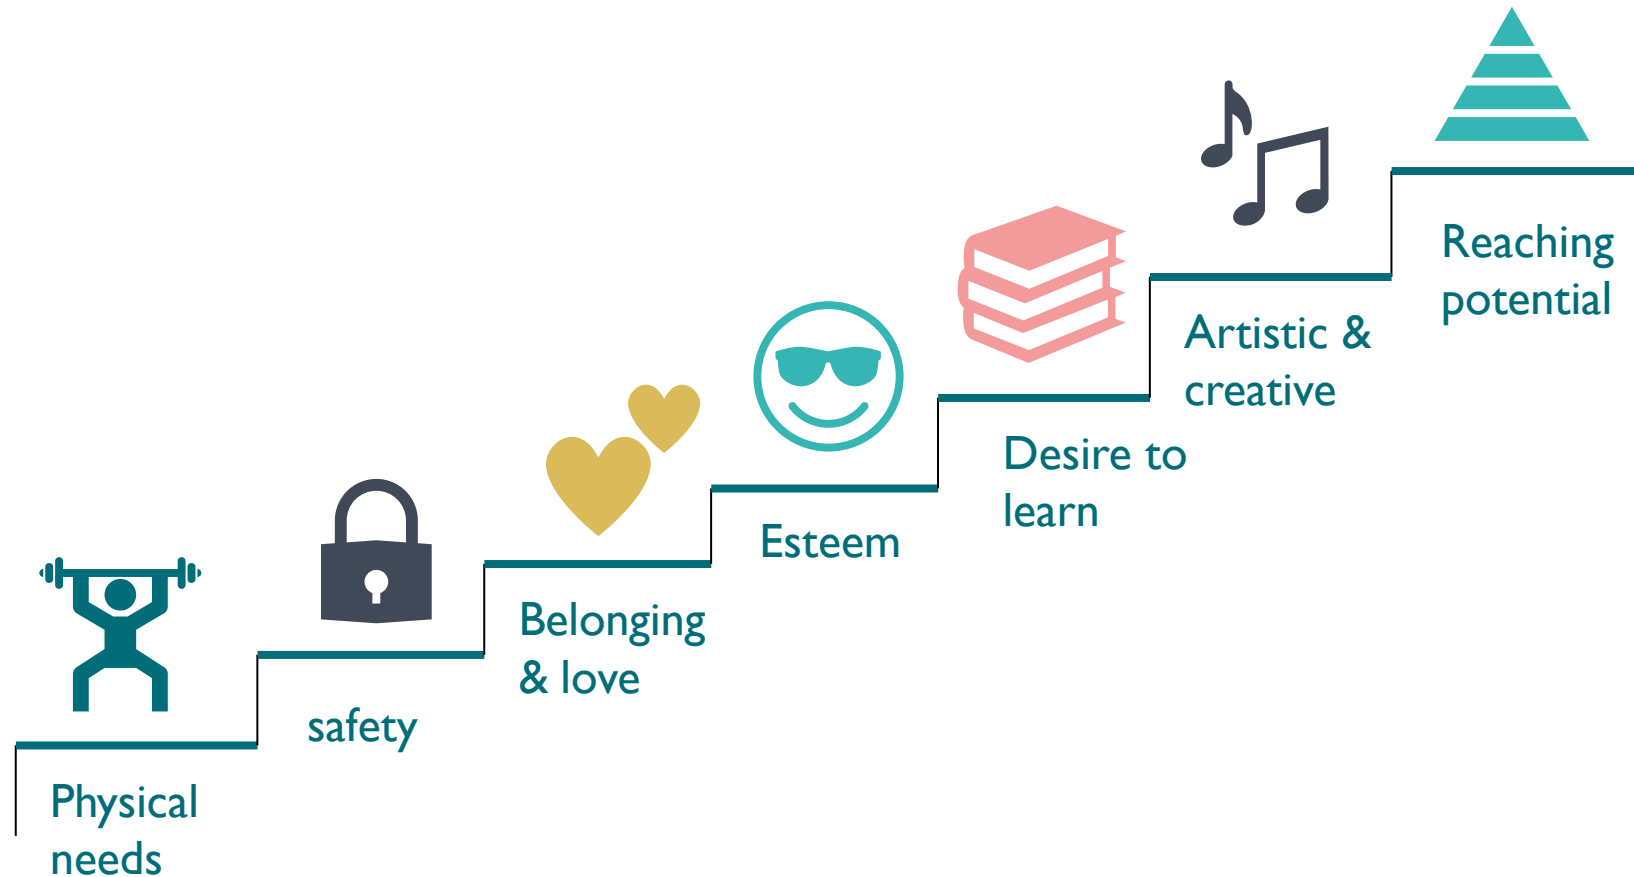 Physical
needs
safety
Belonging
& love
Esteem
Desire to
learn
Artistic &
creative
Reaching
potential